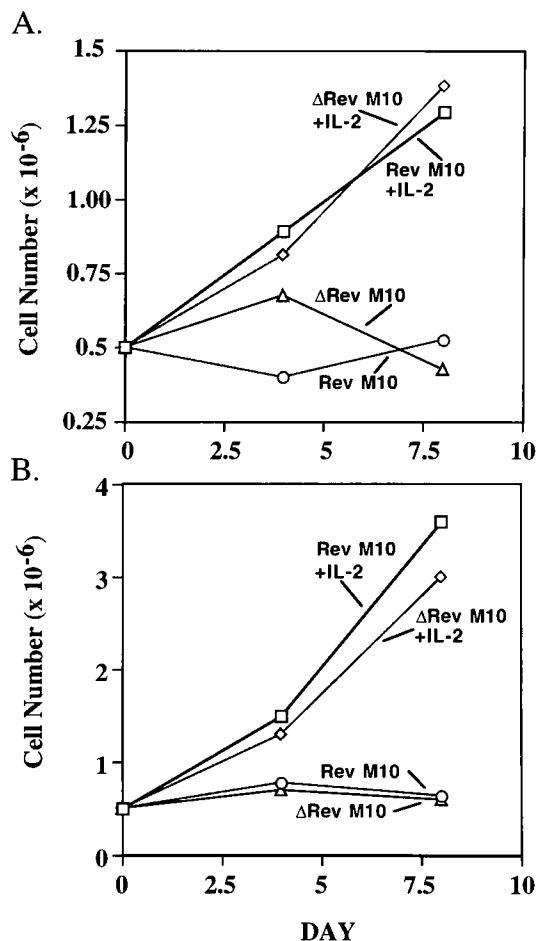 A.
1.5
1.25
1.00
0.75
0.5
0.25
Cell Number (x 10-6)
ΔRev M10
+IL-2
Rev M10
+IL-2
ΔRev M10
Rev M10
0
2.5
5
7.5
10
B.
4
3
2
1
0
Cell Number (x 10-6)
Rev M10
+IL-2
ΔRev M10
+IL-2
Rev M10
ΔRev M10
0
2.5
5
7.5
10
DAY